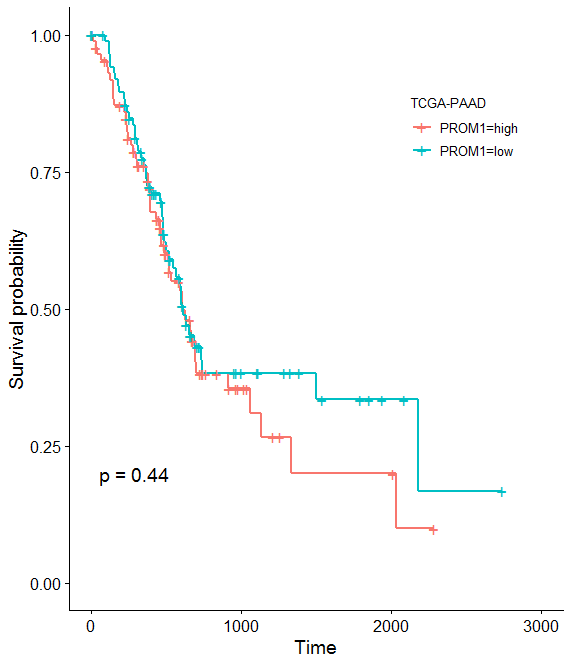 TCGA-PAAD
PROM1=high
PROM1=low
Survival probability
1.00
0.75
0.50
0.25
0.00
p = 0.44
0 1000 2000 3000
Time